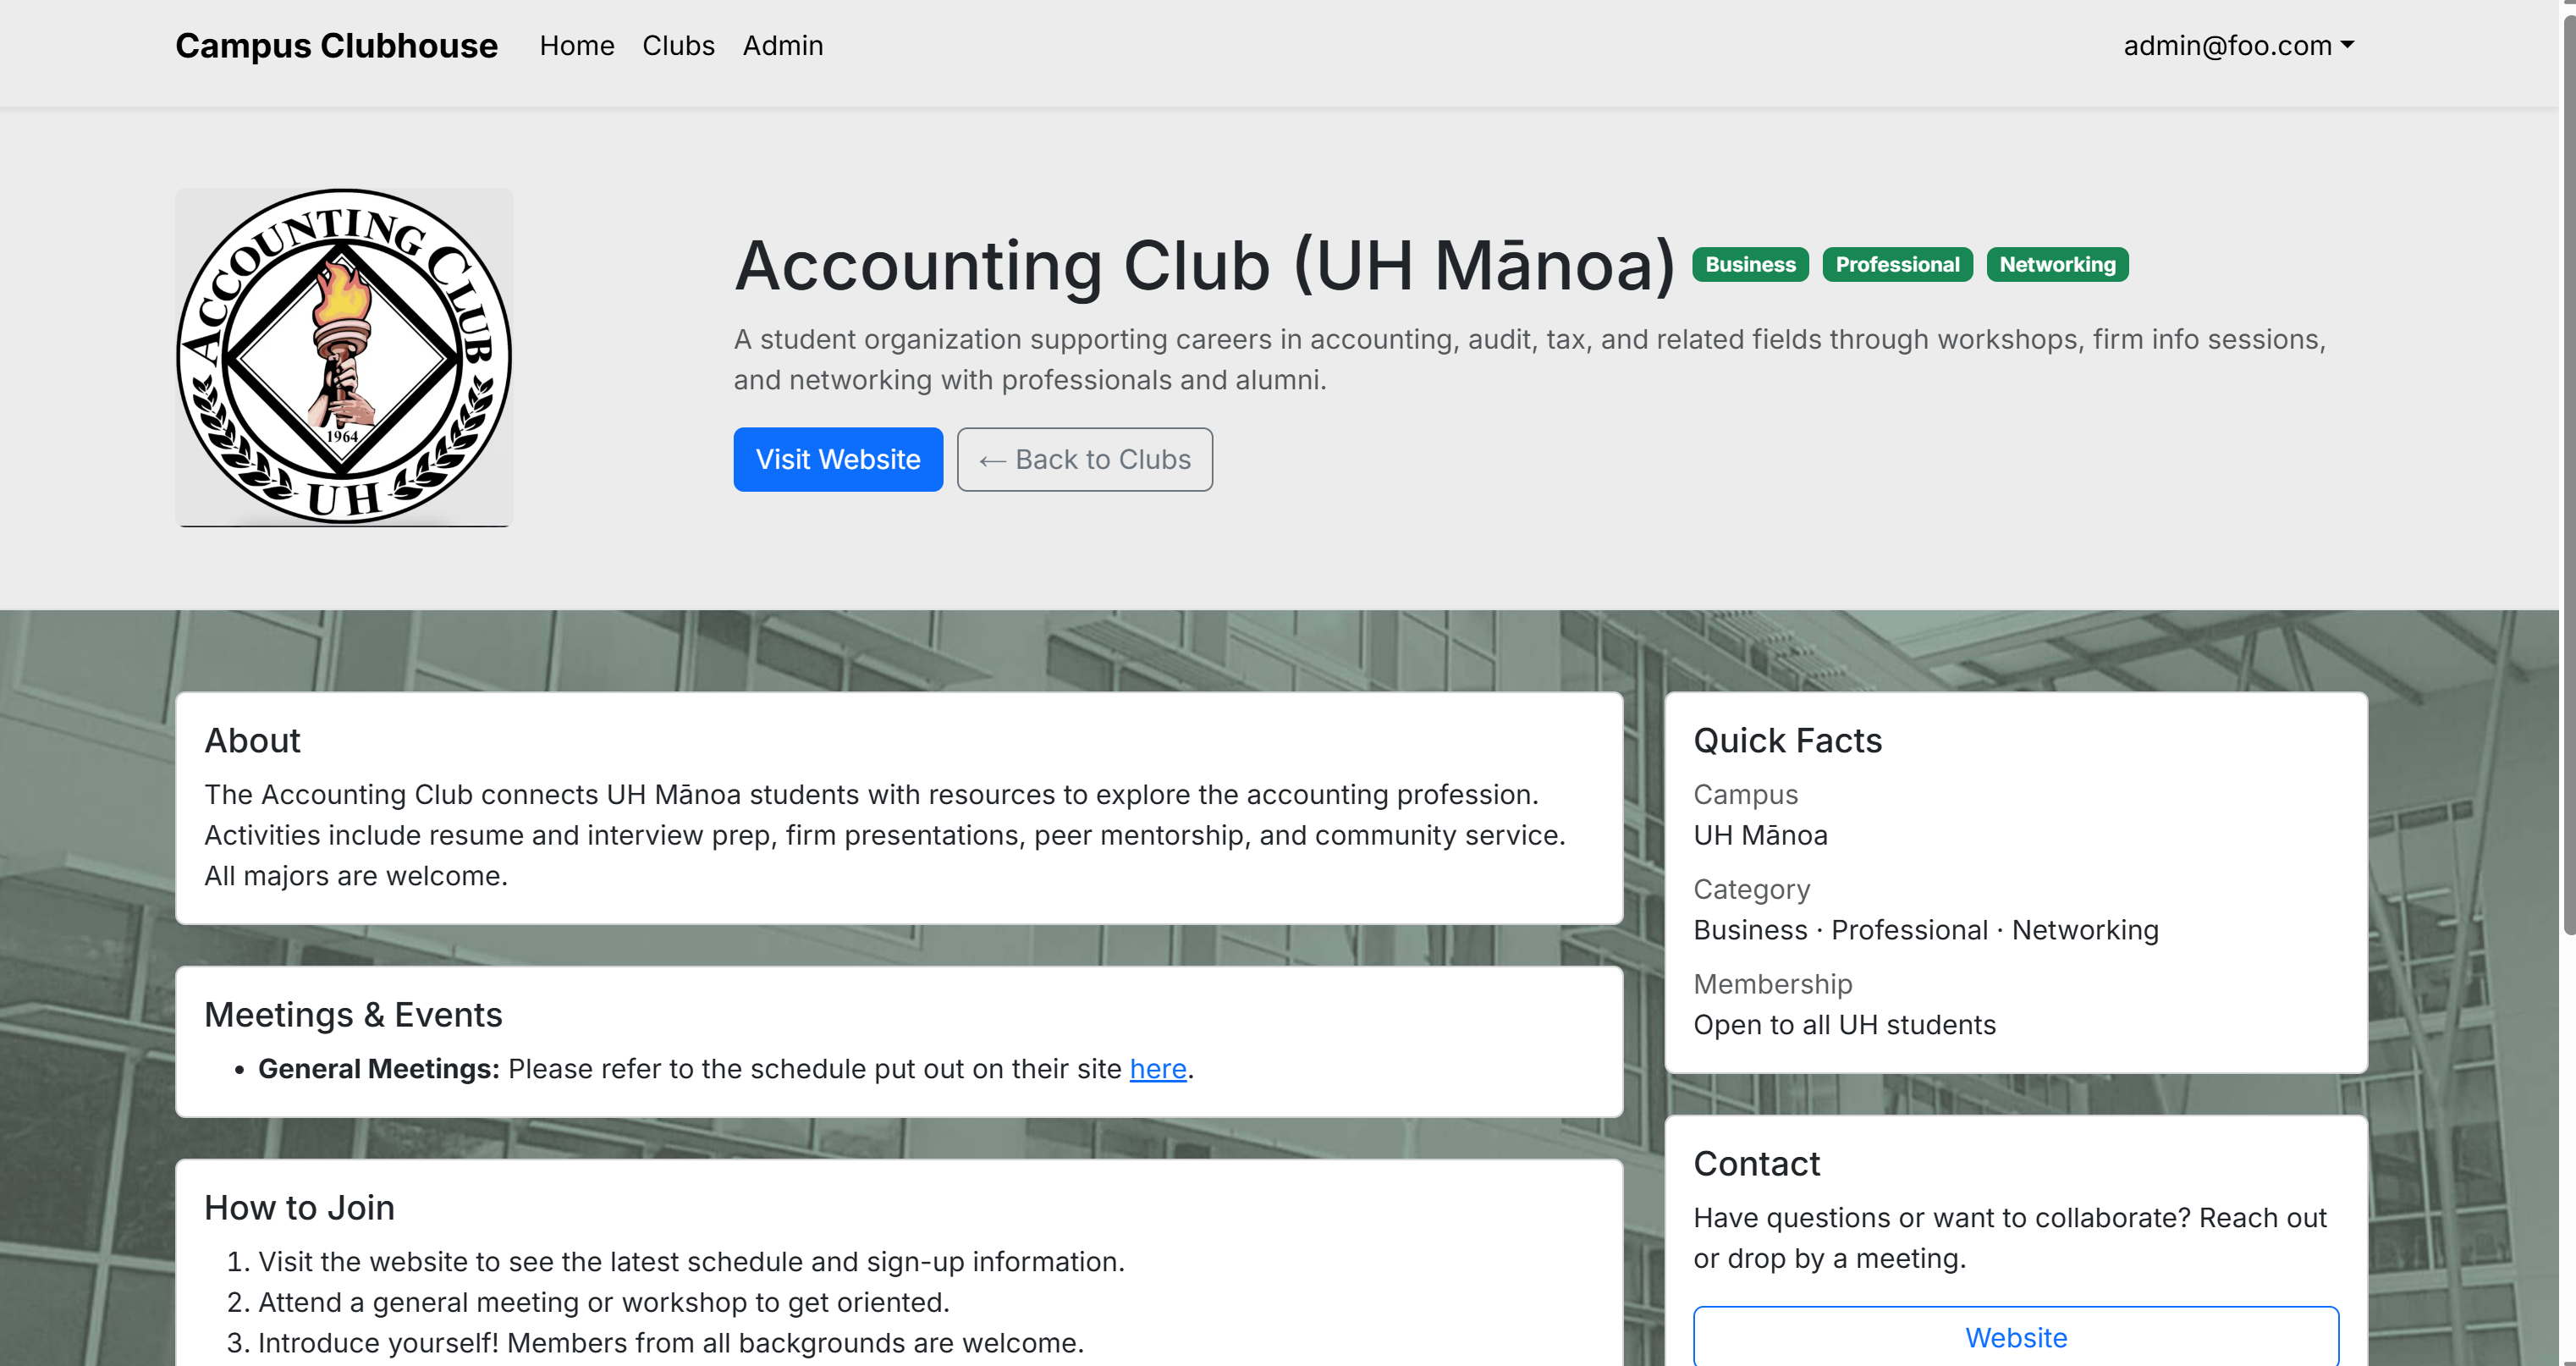 Campus Clubhouse Home Clubs Admin admin@foo.com
ACCOUNTING CLUB
1964
UH
Accounting Club (UH Mānoa) Business Professional Networking
A student organization supporting careers in accounting, audit, tax, and related fields through workshops, firm info sessions,
and networking with professionals and alumni.
Visit Website ← Back to Clubs
About
The Accounting Club connects UH Mānoa students with resources to explore the accounting profession.
Activities include resume and interview prep, firm presentations, peer mentorship, and community service.
All majors are welcome.
Meetings & Events
• General Meetings: Please refer to the schedule put out on their site here.
How to Join
1. Visit the website to see the latest schedule and sign-up information.
2. Attend a general meeting or workshop to get oriented.
3. Introduce yourself! Members from all backgrounds are welcome.
Quick Facts
Campus
UH Mānoa
Category
Business · Professional · Networking
Membership
Open to all UH students
Contact
Have questions or want to collaborate? Reach out
or drop by a meeting.
Website